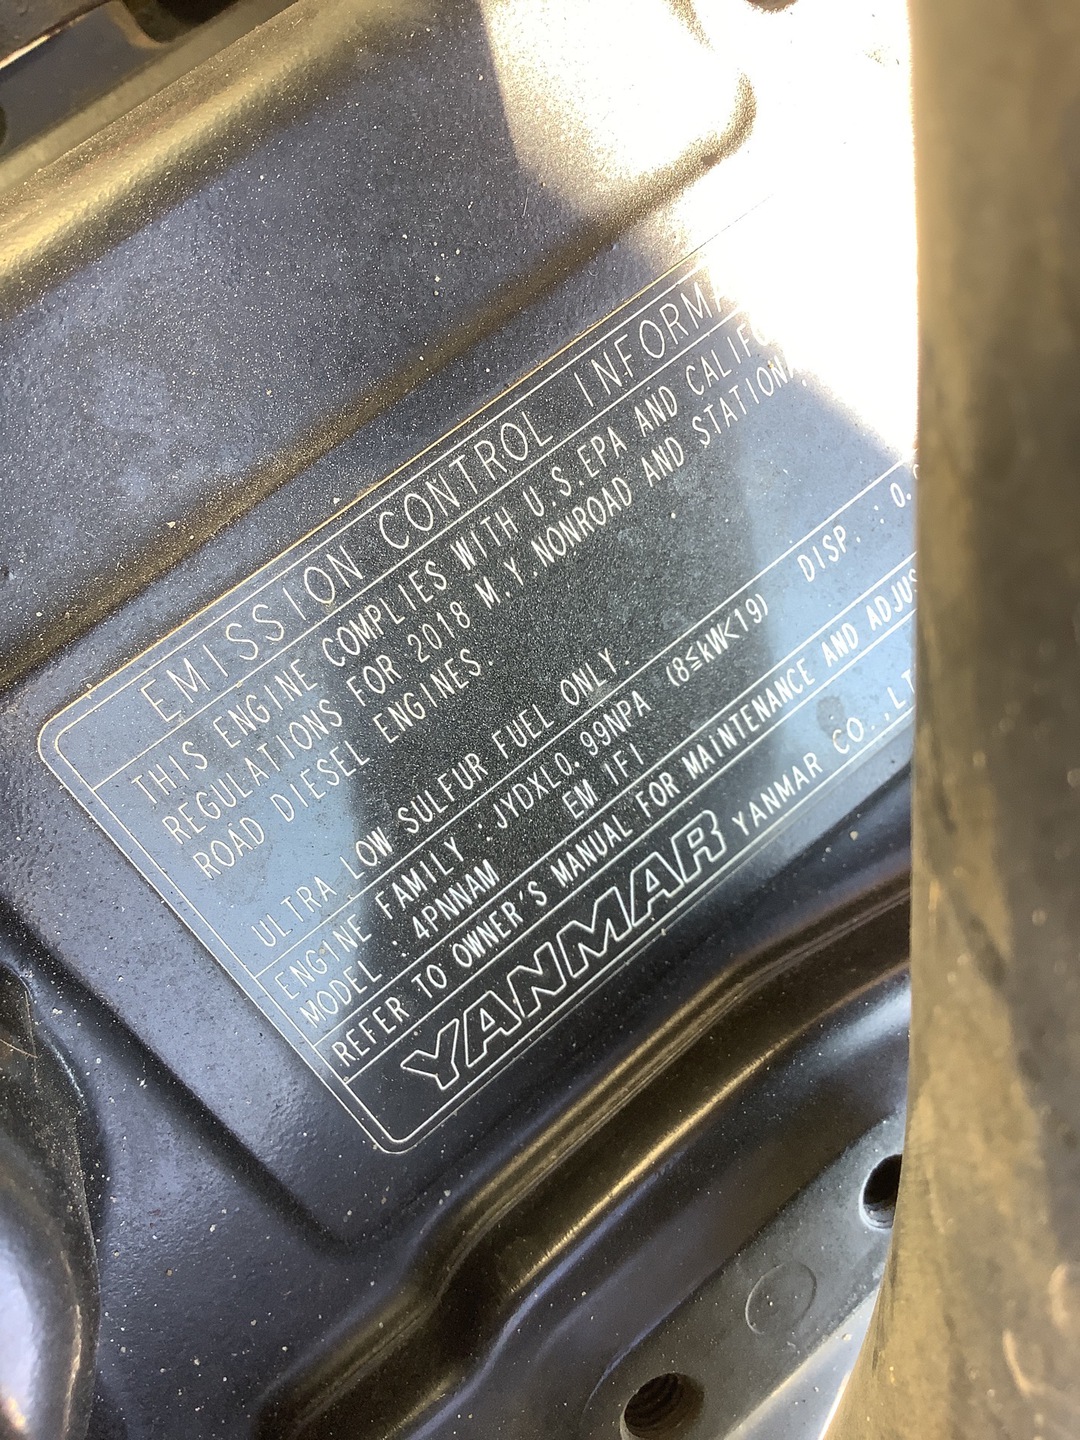 EMISSION CONTROL
THIS ENGINE COMPLIES WITH U.S.EPA AND
REGULATIONS FOR 2018 M.Y.NONROAD AND
ROAD DIESEL ENGINES.
ULTRA LOW SULFUR FUEL ONLY.
ENGINE FAMILY : JYDXL0.99NPA (8≦kW<19) DISP. : 0.
MODEL : 4PNNAM EM IFI
REFER TO OWNER'S MANUAL FOR MAINTENANCE AND
YANMAR YANMAR CO.,